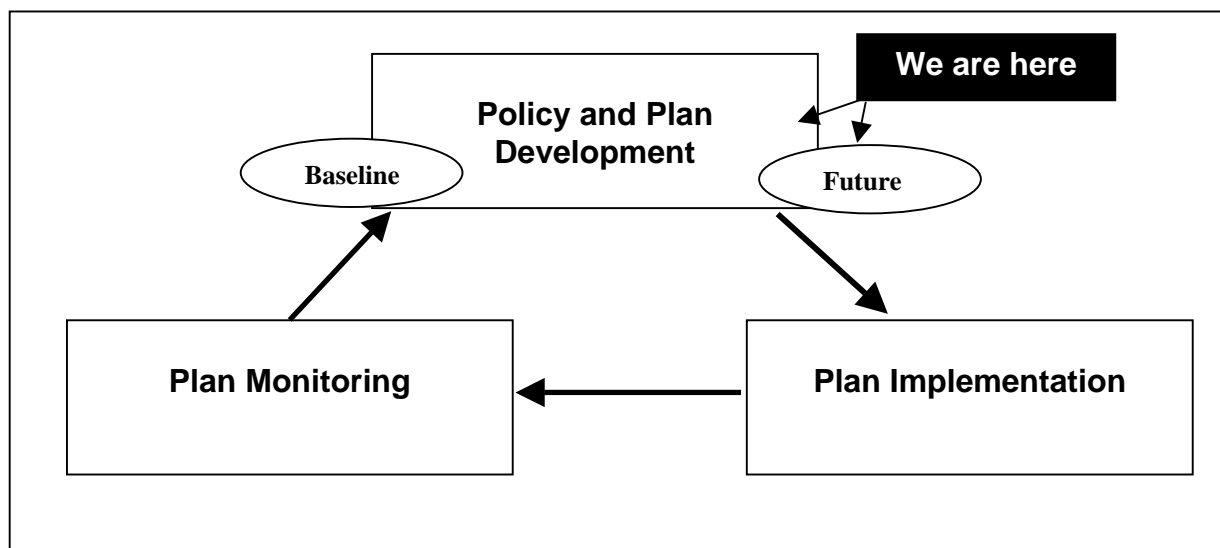 We are here
Policy and Plan
Development
Baseline
Future
Plan Monitoring
Plan Implementation